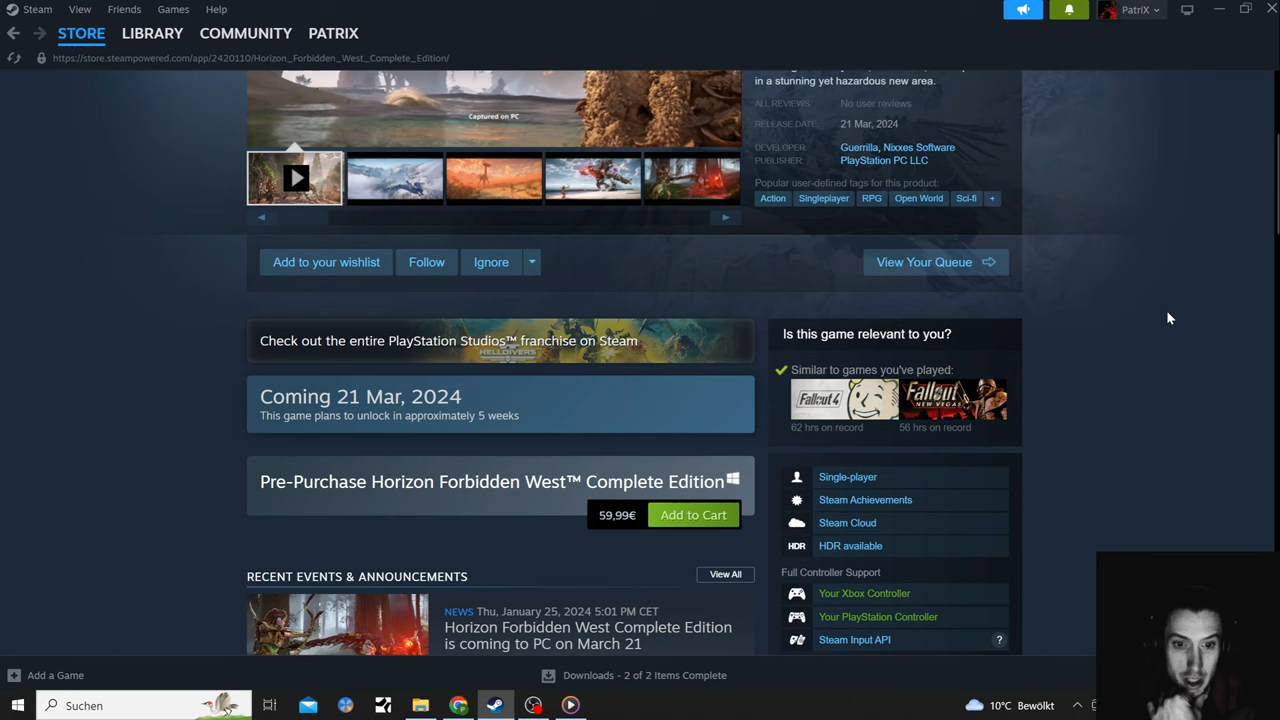 Steam View Friends Games Help
PatriX
STORE LIBRARY COMMUNITY PATRIX
https://store.steampowered.com/app/2420110/Horizon_Forbidden_West_Complete_Edition/
in a stunning yet hazardous new area.
Captured on PC
ALL REVIEWS: No user reviews
RELEASE DATE: 21 Mar, 2024
DEVELOPER: Guerrilla, Nixxes Software
PUBLISHER: PlayStation PC LLC
Popular user-defined tags for this product:
Action Singleplayer RPG Open World Sci-fi +
Add to your wishlist Follow Ignore View Your Queue
Check out the entire PlayStation Studios™ franchise on Steam
HELLDIVERS
Coming 21 Mar, 2024
This game plans to unlock in approximately 5 weeks
Pre-Purchase Horizon Forbidden West™ Complete Edition
59,99€ Add to Cart
RECENT EVENTS & ANNOUNCEMENTS View All
NEWS Thu, January 25, 2024 5:01 PM CET
Horizon Forbidden West Complete Edition
is coming to PC on March 21
Is this game relevant to you?
Similar to games you've played:
Fallout 4 Fallout NEW VEGAS
62 hrs on record 56 hrs on record
Single-player
Steam Achievements
Steam Cloud
HDR HDR available
Full Controller Support
Your Xbox Controller
Your PlayStation Controller
Steam Input API ?
Add a Game Downloads - 2 of 2 Items Complete
Suchen 10°C Bewölkt